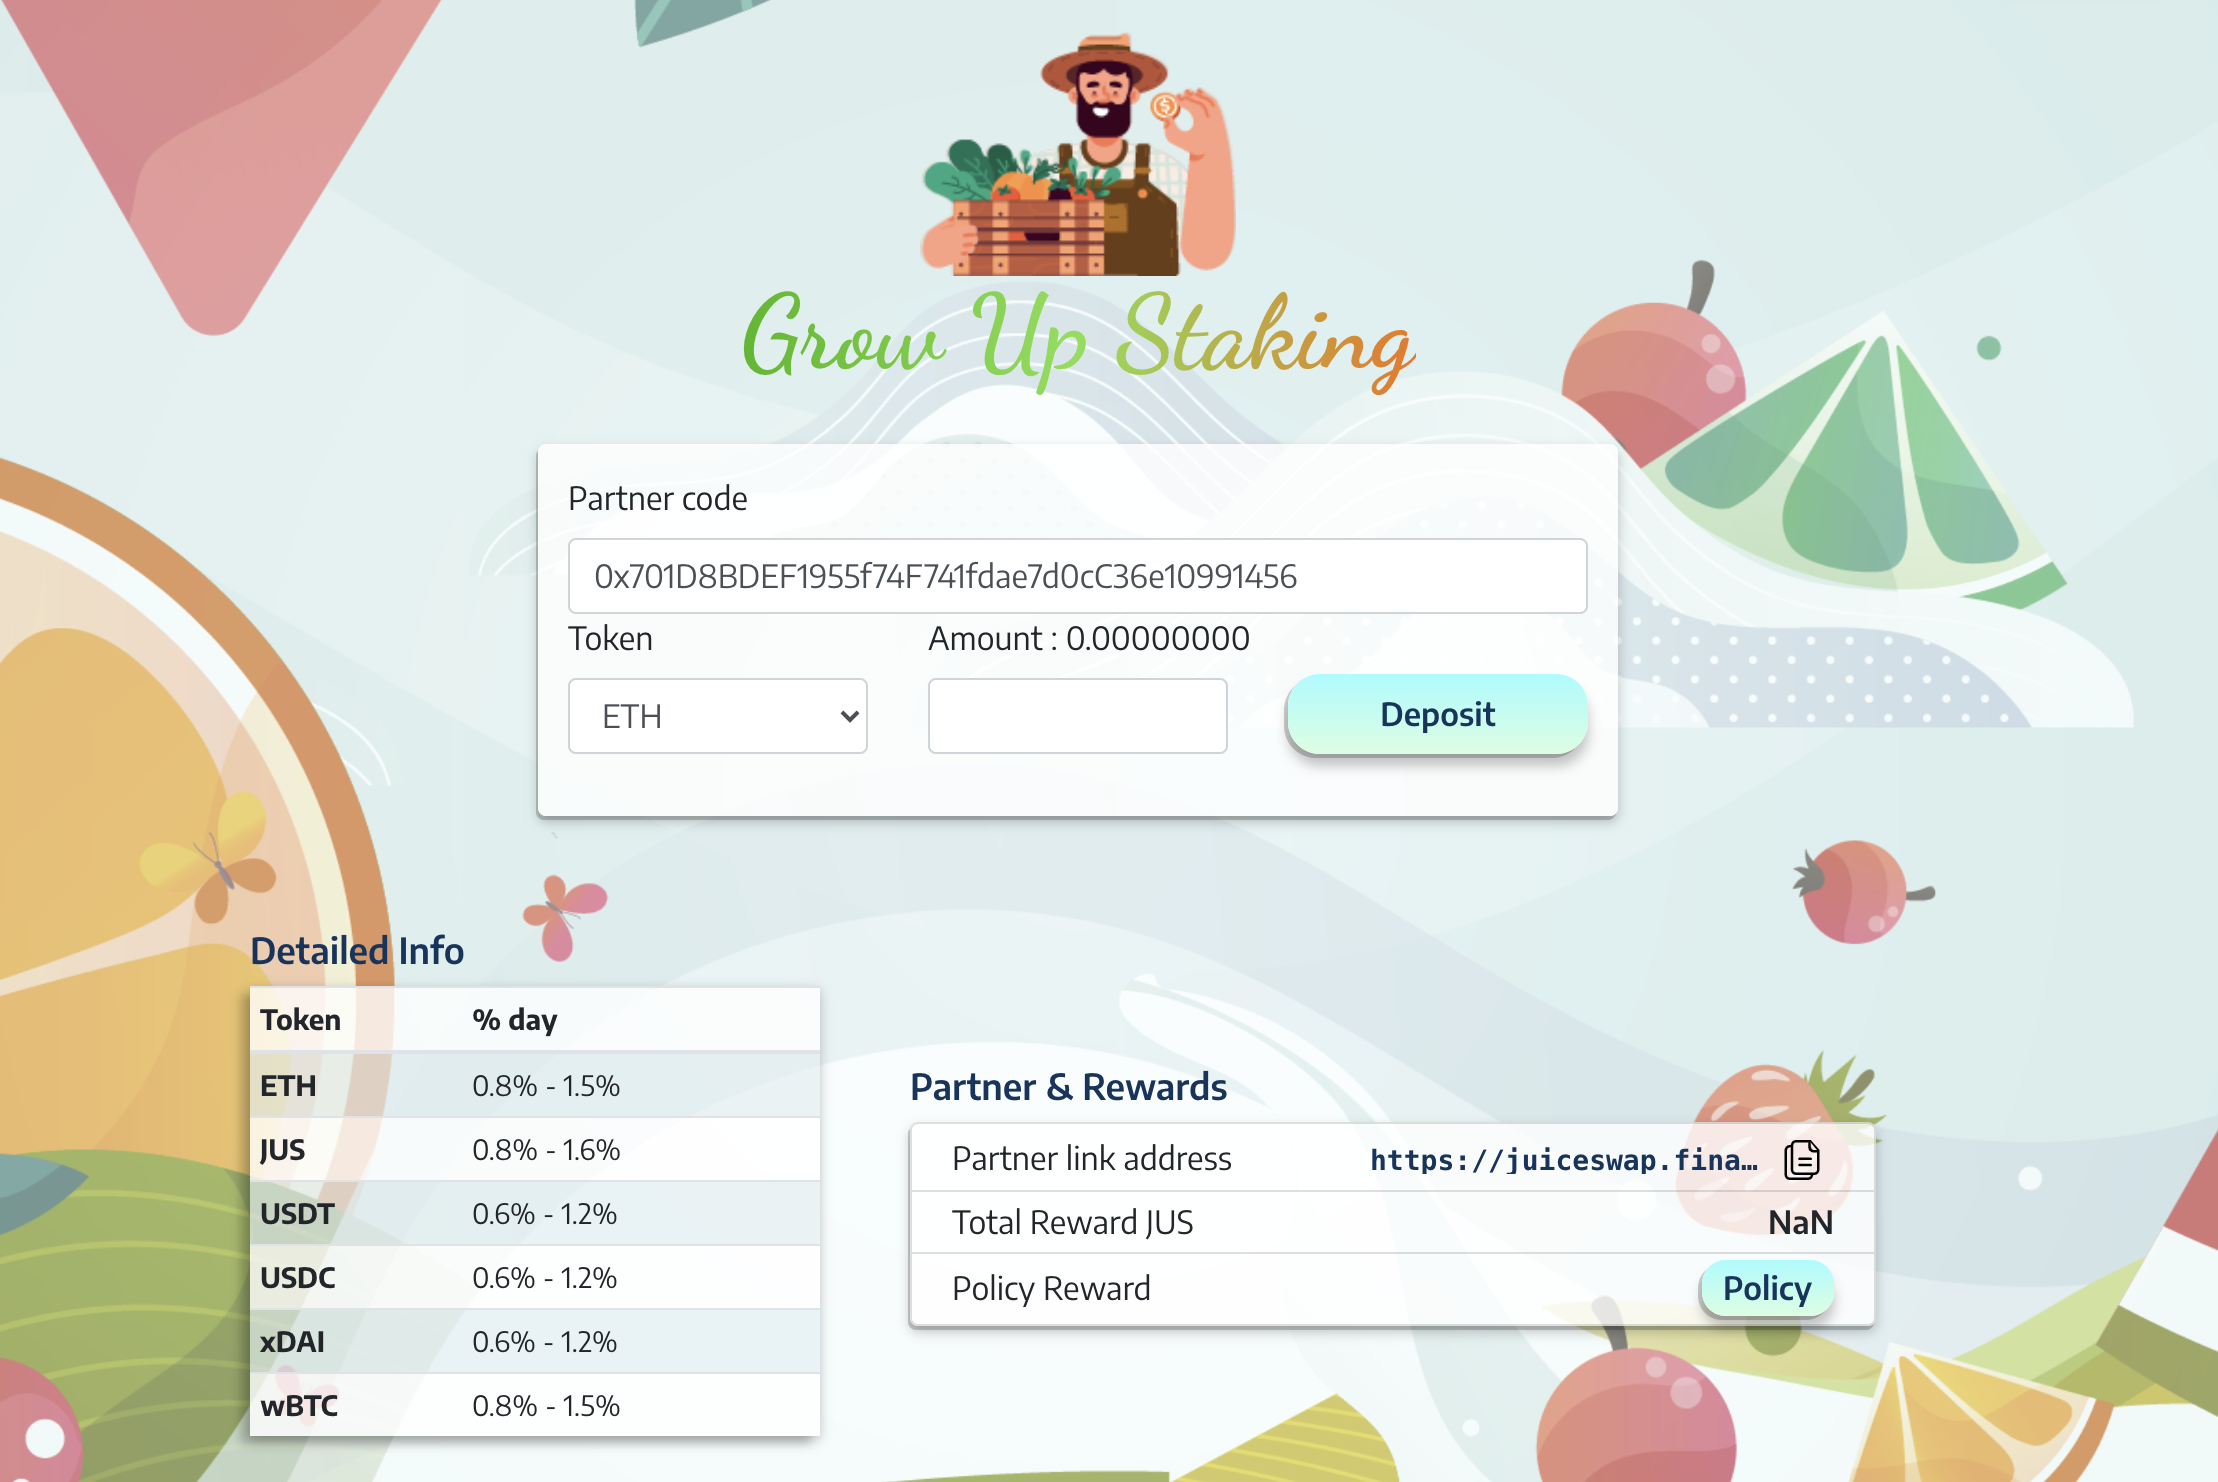 Grow Up Staking
Partner code
0x701D8BDEF1955f74F741fdae7d0cC36e10991456
Token
Amount : 0.00000000
ETH
Deposit
Detailed Info
Token % day
ETH 0.8% - 1.5%
JUS 0.8% - 1.6%
USDT 0.6% - 1.2%
USDC 0.6% - 1.2%
xDAI 0.6% - 1.2%
wBTC 0.8% - 1.5%
Partner & Rewards
Partner link address https://juiceswap.fina…
Total Reward JUS NaN
Policy Reward Policy